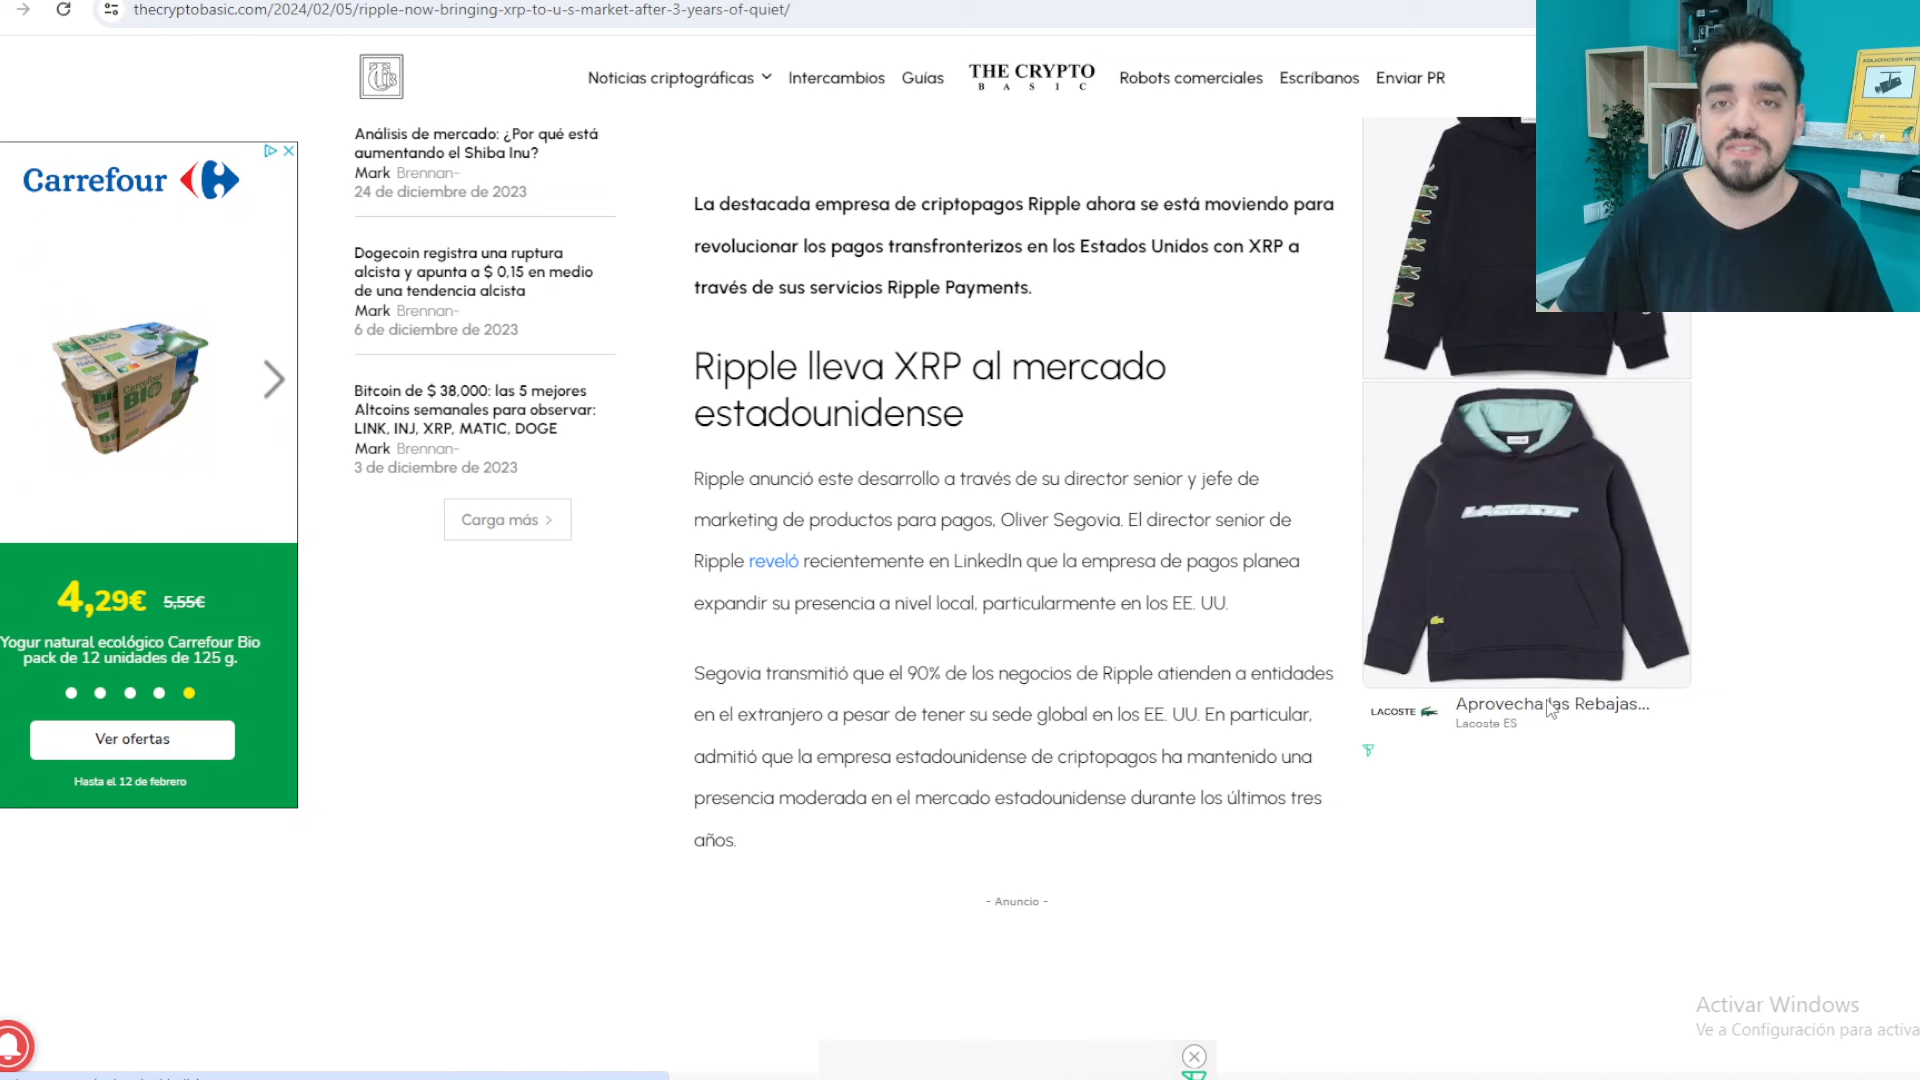 thecryptobasic.com/2024/02/05/ripple-now-bringing-xrp-to-u-s-market-after-3-years-of-quiet/
Noticias criptográficas
Intercambios
Guías
THE CRYPTO
BASIC
Robots comerciales
Escríbanos
Enviar PR
Carrefour
Carrefour
BIO
4,29€ 5,55€
Yogur natural ecológico Carrefour Bio
pack de 12 unidades de 125 g.
Ver ofertas
Hasta el 12 de febrero
Análisis de mercado: ¿Por qué está
aumentando el Shiba Inu?
Mark Brennan-
24 de diciembre de 2023
Dogecoin registra una ruptura
alcista y apunta a $ 0,15 en medio
de una tendencia alcista
Mark Brennan-
6 de diciembre de 2023
Bitcoin de $ 38,000: las 5 mejores
Altcoins semanales para observar:
LINK, INJ, XRP, MATIC, DOGE
Mark Brennan-
3 de diciembre de 2023
Carga más
La destacada empresa de criptopagos Ripple ahora se está moviendo para
revolucionar los pagos transfronterizos en los Estados Unidos con XRP a
través de sus servicios Ripple Payments.
Ripple lleva XRP al mercado
estadounidense
Ripple anunció este desarrollo a través de su director senior y jefe de
marketing de productos para pagos, Oliver Segovia. El director senior de
Ripple reveló recientemente en LinkedIn que la empresa de pagos planea
expandir su presencia a nivel local, particularmente en los EE. UU.
Segovia transmitió que el 90% de los negocios de Ripple atienden a entidades
en el extranjero a pesar de tener su sede global en los EE. UU. En particular,
admitió que la empresa estadounidense de criptopagos ha mantenido una
presencia moderada en el mercado estadounidense durante los últimos tres
años.
- Anuncio -
LACOSTE
LACOSTE
Aprovecha las Rebajas...
Lacoste ES
Activar Windows
Ve a Configuración para activa